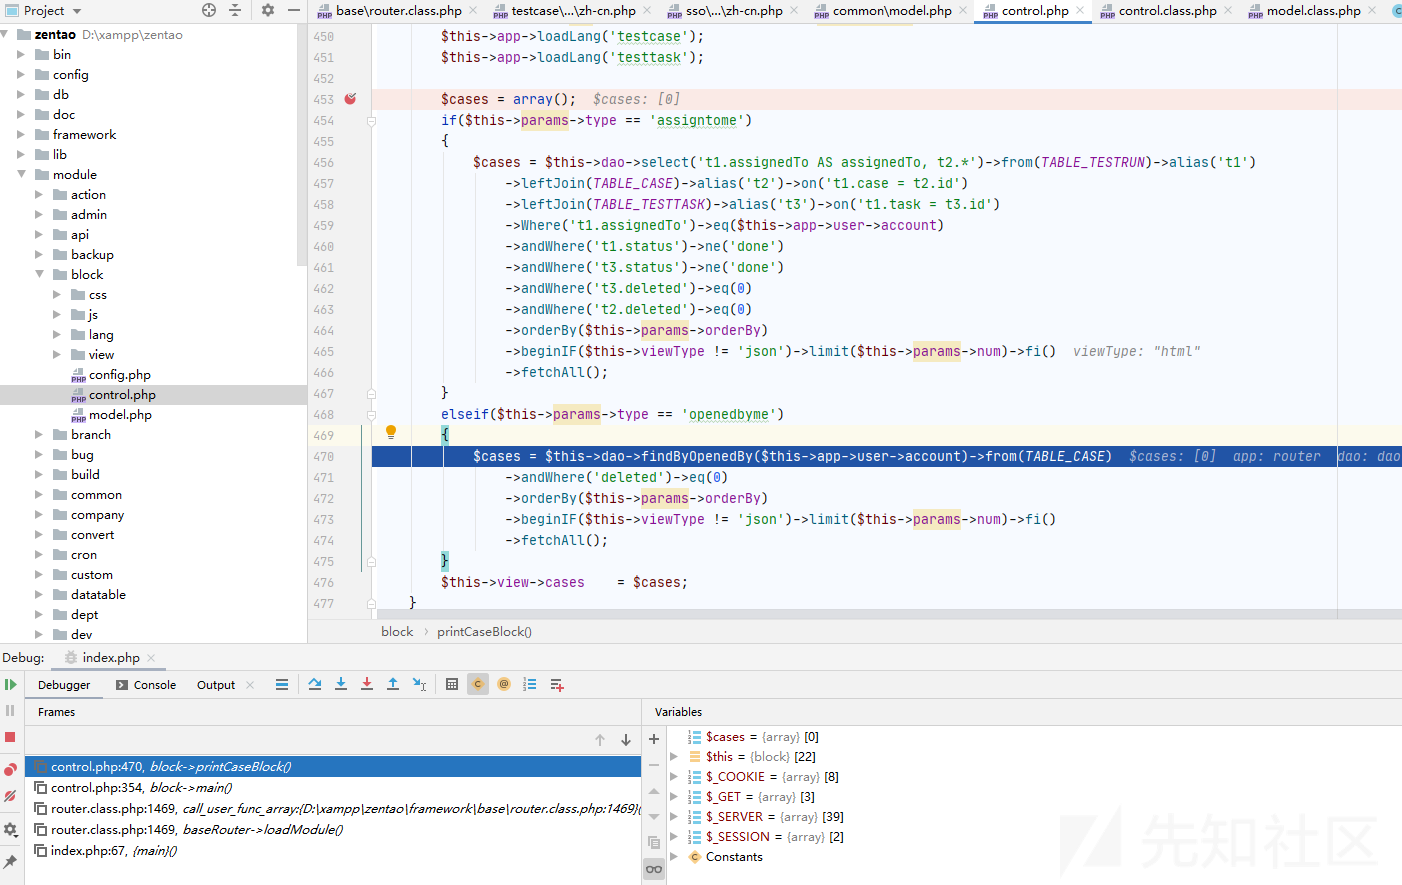 Project
base\router.class.php
testcase\...\zh-cn.php
sso\...\zh-cn.php
common\model.php
control.php
control.class.php
model.class.php
zentao D:\xampp\zentao
bin
config
db
doc
framework
lib
module
action
admin
api
backup
block
css
js
lang
view
config.php
control.php
model.php
branch
bug
build
common
company
convert
cron
custom
datatable
dept
dev
450 $this->app->loadLang('testcase');
451 $this->app->loadLang('testtask');
452
453 $cases = array(); $cases: [0]
454 if($this->params->type == 'assigntome')
455 {
456 $cases = $this->dao->select('t1.assignedTo AS assignedTo, t2.*')->from(TABLE_TESTRUN)->alias('t1')
457 ->leftJoin(TABLE_CASE)->alias('t2')->on('t1.case = t2.id')
458 ->leftJoin(TABLE_TESTTASK)->alias('t3')->on('t1.task = t3.id')
459 ->Where('t1.assignedTo')->eq($this->app->user->account)
460 ->andWhere('t1.status')->ne('done')
461 ->andWhere('t3.status')->ne('done')
462 ->andWhere('t3.deleted')->eq(0)
463 ->andWhere('t2.deleted')->eq(0)
464 ->orderBy($this->params->orderBy)
465 ->beginIF($this->viewType != 'json')->limit($this->params->num)->fi() viewType: "html"
466 ->fetchAll();
467 }
468 elseif($this->params->type == 'openedbyme')
469 {
470 $cases = $this->dao->findByOpenedBy($this->app->user->account)->from(TABLE_CASE) $cases: [0] app: router dao: dao
471 ->andWhere('deleted')->eq(0)
472 ->orderBy($this->params->orderBy)
473 ->beginIF($this->viewType != 'json')->limit($this->params->num)->fi()
474 ->fetchAll();
475 }
476 $this->view->cases = $cases;
477 }
block › printCaseBlock()
Debug: index.php
Debugger Console Output
Frames
Variables
control.php:470, block->printCaseBlock()
control.php:354, block->main()
router.class.php:1469, call_user_func_array:{D:\xampp\zentao\framework\base\router.class.php:1469}(
router.class.php:1469, baseRouter->loadModule()
index.php:67, {main}()
$cases = {array} [0]
$this = {block} [22]
$_COOKIE = {array} [8]
$_GET = {array} [3]
$_SERVER = {array} [39]
$_SESSION = {array} [2]
Constants
先知社区